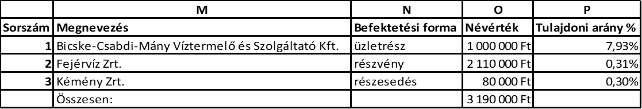 M N O P
Sorszám Megnevezés Befektetési forma Névérték Tulajdoni arány %
1 Bicske-Csabdi-Mány Víztermelő és Szolgáltató Kft. üzletrész 1 000 000 Ft 7,93%
2 Fejérvíz Zrt. részvény 2 110 000 Ft 0,31%
3 Kémény Zrt. részesedés 80 000 Ft 0,30%
Összesen: 3 190 000 Ft